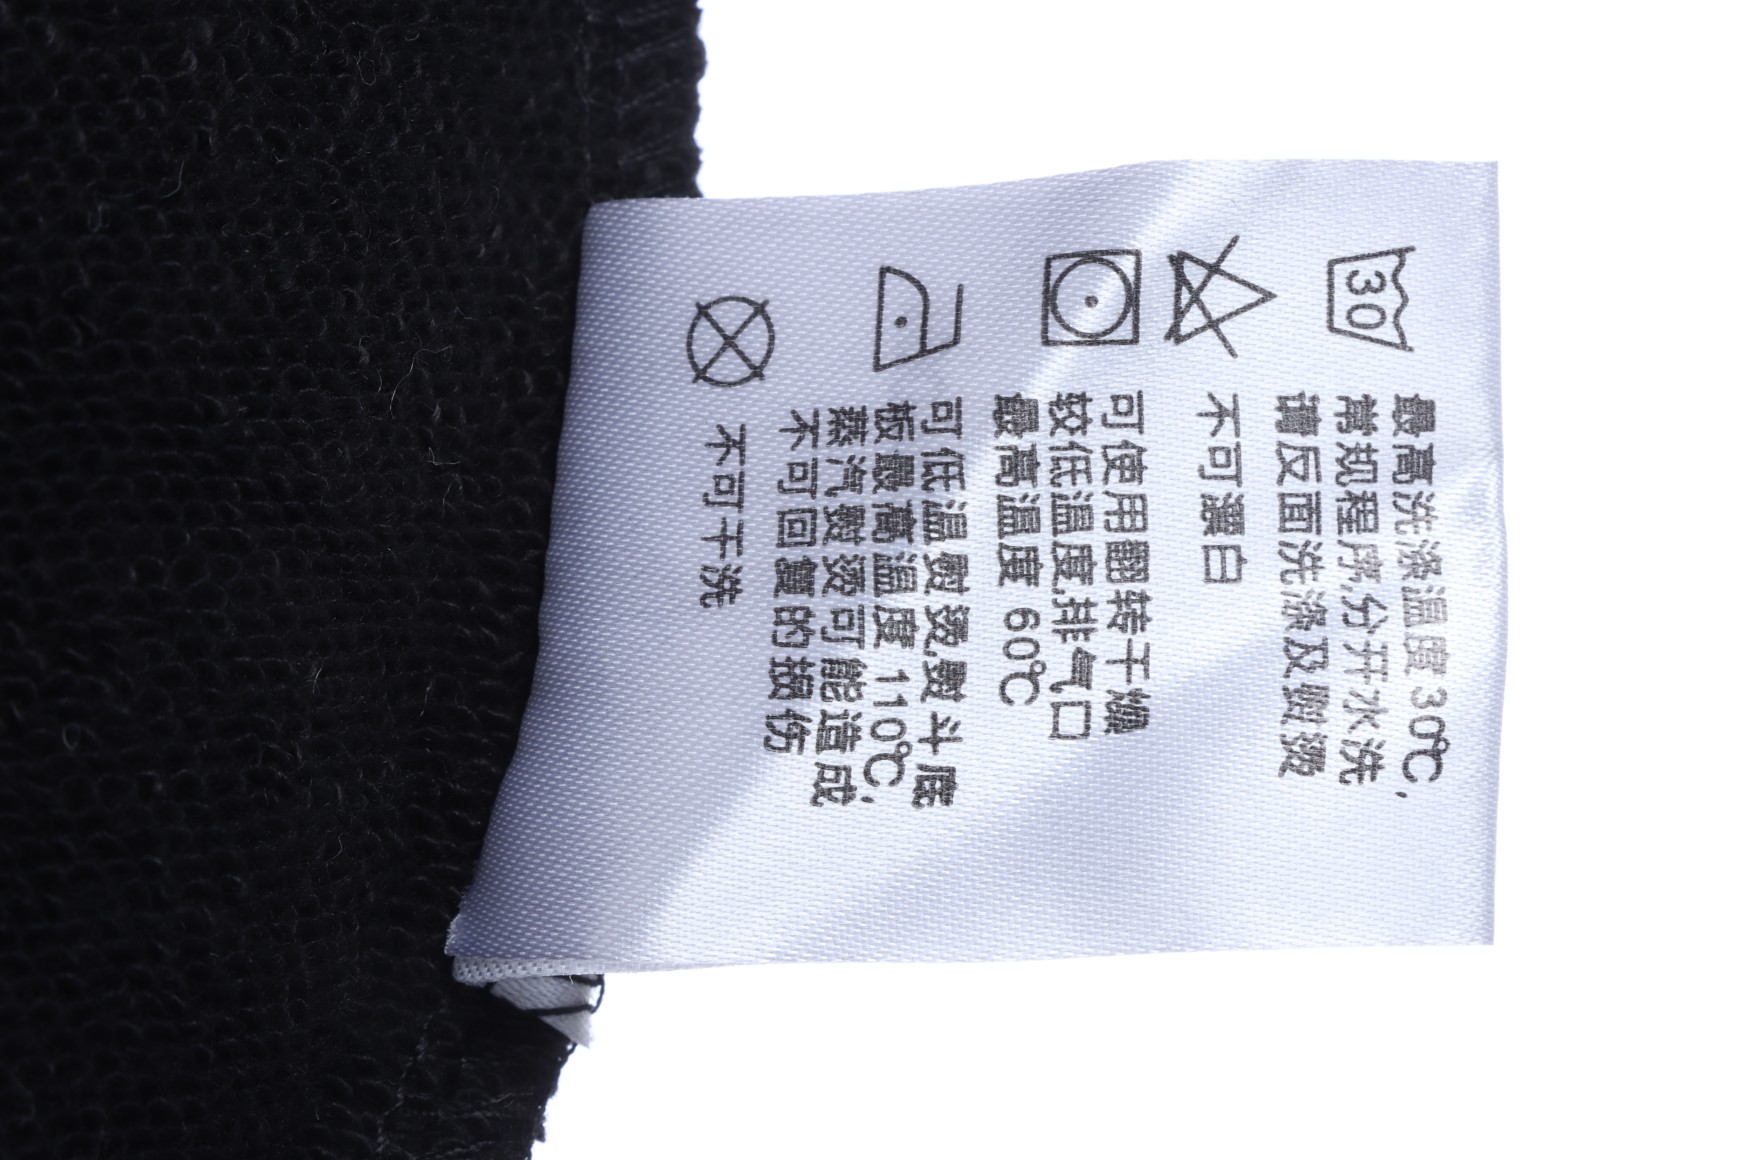 30
最高洗涤温度 30℃,
常规程序,分开水洗
请反面洗涤及熨烫
不可漂白
可使用翻转干燥
较低温度,排气口
最高温度 60℃
可低温熨烫,熨斗底
板最高温度 110℃,
蒸汽熨烫可能造成
不可回复的损伤
不可干洗